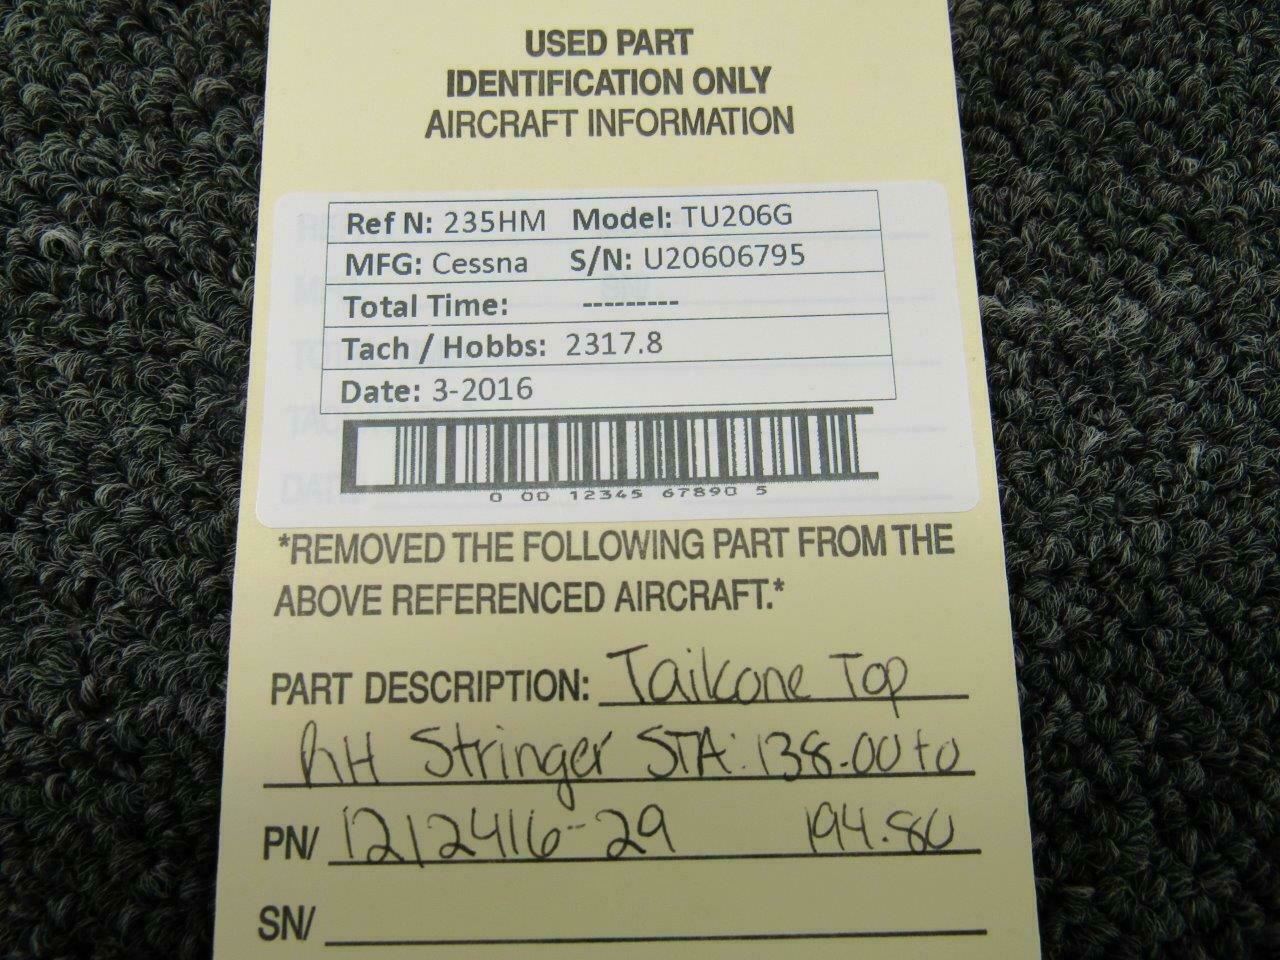 USED PART
IDENTIFICATION ONLY
AIRCRAFT INFORMATION
Ref N: 235HM Model: TU206G
MFG: Cessna S/N: U20606795
Total Time: ---------
Tach / Hobbs: 2317.8
Date: 3-2016
0 00 12345 67890 5
*REMOVED THE FOLLOWING PART FROM THE
ABOVE REFERENCED AIRCRAFT.*
PART DESCRIPTION: Tailcone Top
RH Stringer STA: 138.00 to
PN/ 1212416-29 194.80
SN/